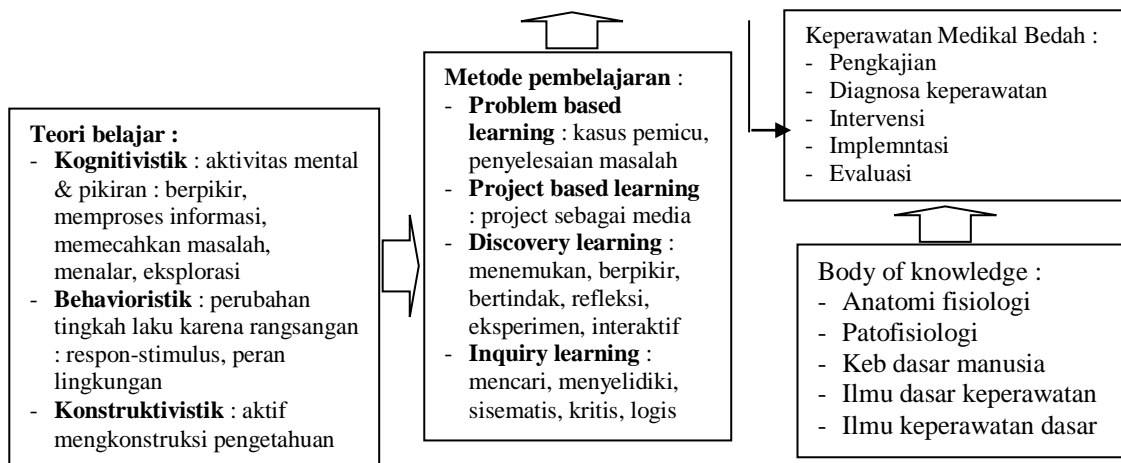 Teori belajar :
- Kognitivistik : aktivitas mental
& pikiran : berpikir,
memproses informasi,
memecahkan masalah,
menalar, eksplorasi
- Behavioristik : perubahan
tingkah laku karena rangsangan
: respon-stimulus, peran
lingkungan
- Konstruktivistik : aktif
mengkonstruksi pengetahuan
Metode pembelajaran :
- Problem based
learning : kasus pemicu,
penyelesaian masalah
- Project based learning
: project sebagai media
- Discovery learning :
menemukan, berpikir,
bertindak, refleksi,
eksperimen, interaktif
- Inquiry learning :
mencari, menyelidiki,
sisematis, kritis, logis
Keperawatan Medikal Bedah :
- Pengkajian
- Diagnosa keperawatan
- Intervensi
- Implemntasi
- Evaluasi
Body of knowledge :
- Anatomi fisiologi
- Patofisiologi
- Keb dasar manusia
- Ilmu dasar keperawatan
- Ilmu keperawatan dasar